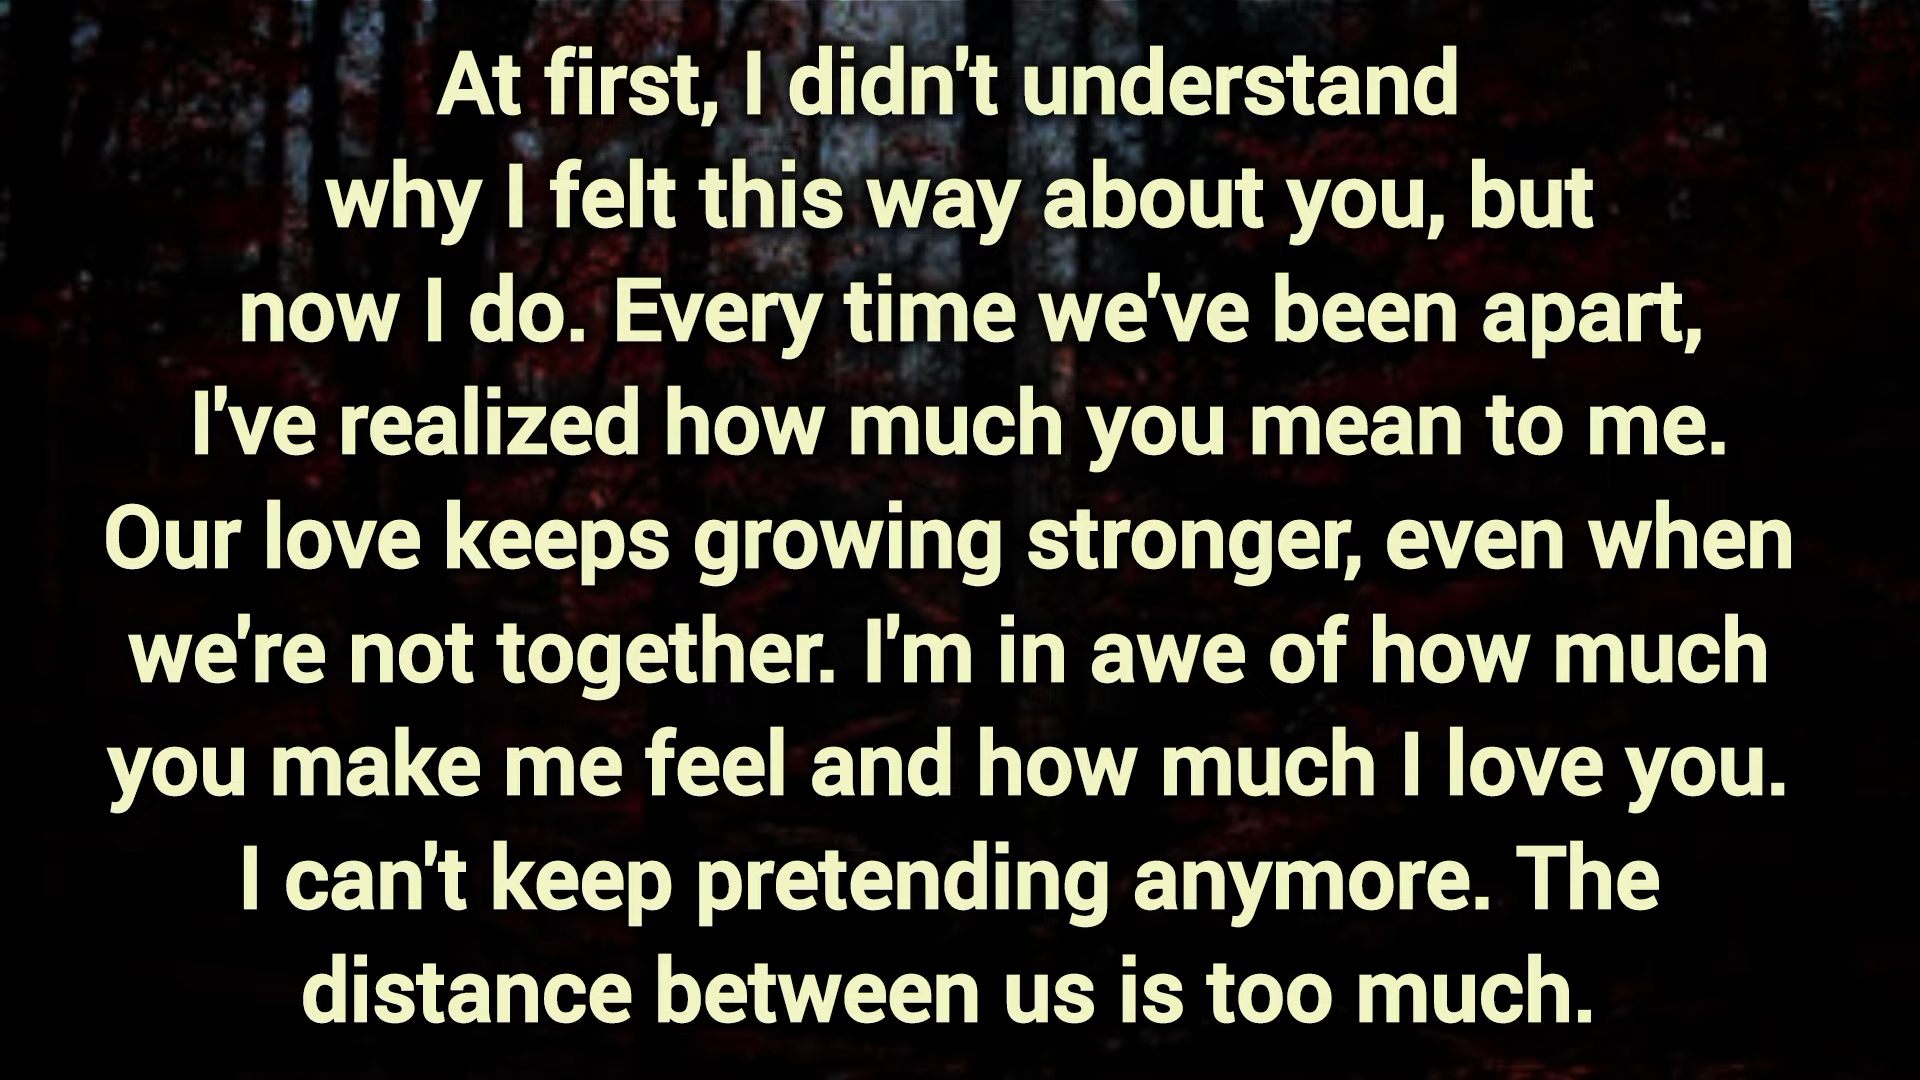 At first, I didn't understand
why I felt this way about you, but
now I do. Every time we've been apart,
I've realized how much you mean to me.
Our love keeps growing stronger, even when
we're not together. I'm in awe of how much
you make me feel and how much I love you.
I can't keep pretending anymore. The
distance between us is too much.